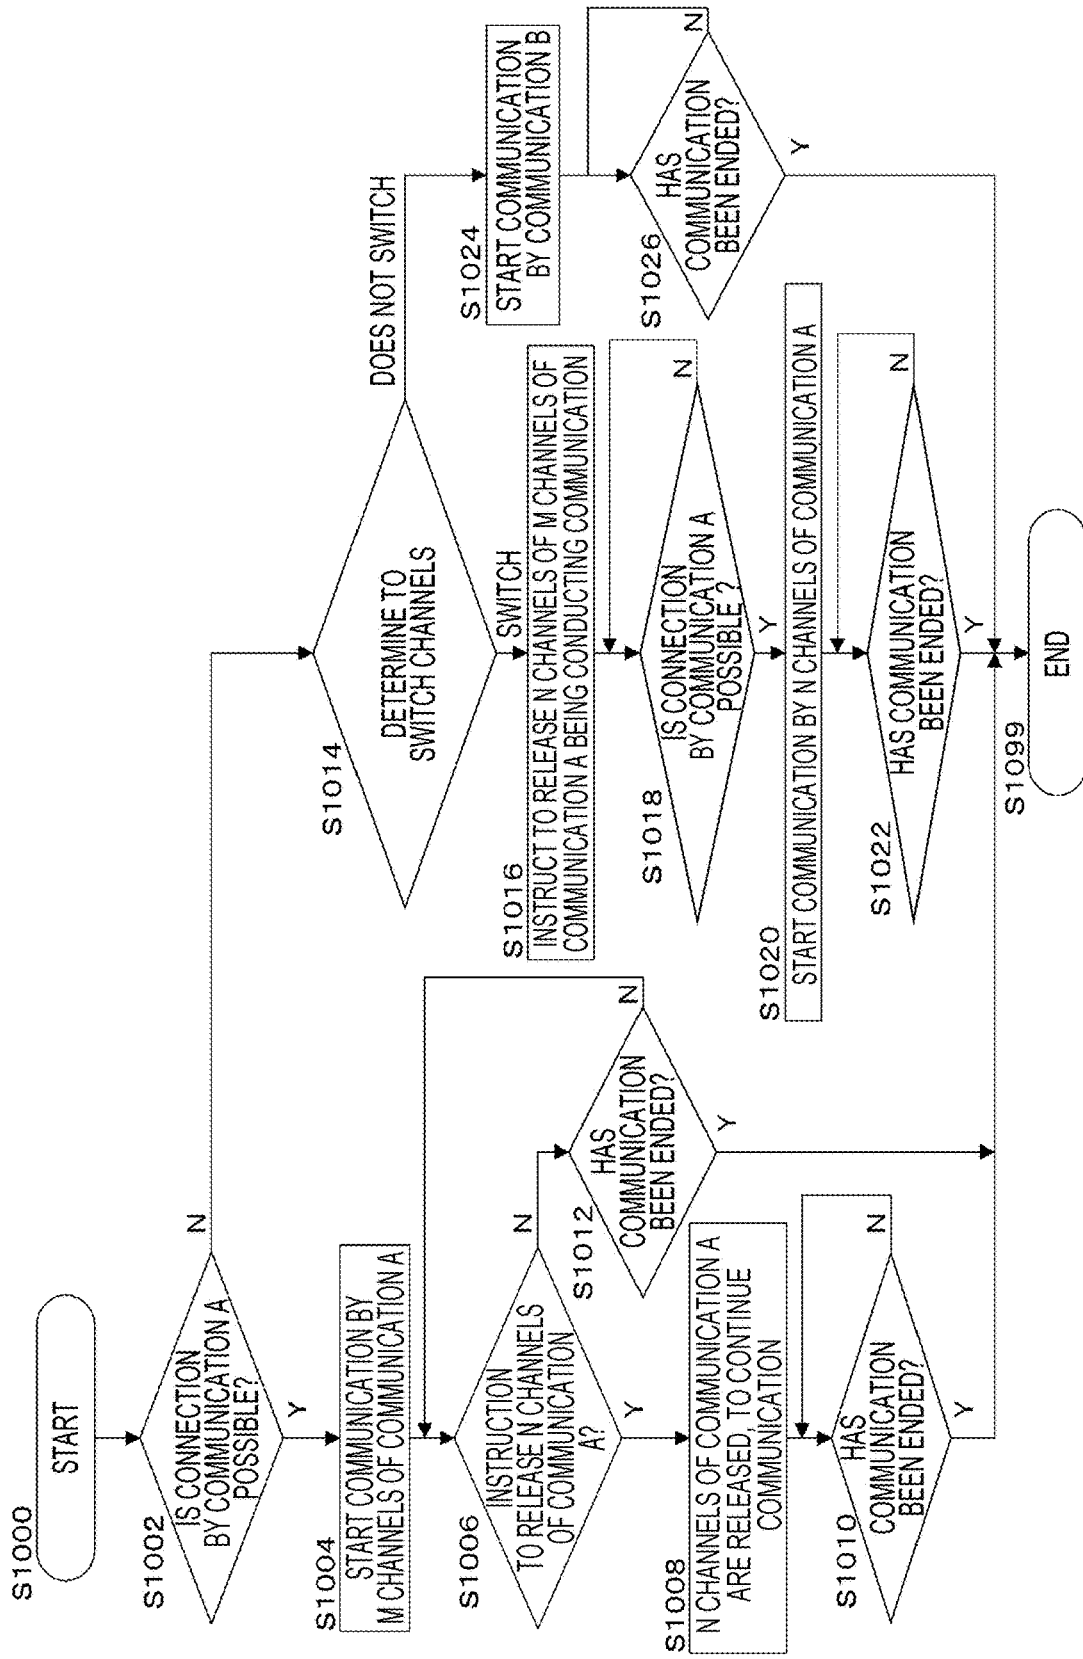 S1000
START
S1002
IS CONNECTION
BY COMMUNICATION A
POSSIBLE?
N
Y
S1004
START COMMUNICATION BY
M CHANNELS OF COMMUNICATION A
S1006
INSTRUCTION
TO RELEASE N CHANNELS
OF COMMUNICATION
A?
N
Y
S1012
HAS
COMMUNICATION
BEEN ENDED?
N
Y
S1008
N CHANNELS OF COMMUNICATION A
ARE RELEASED, TO CONTINUE
COMMUNICATION
S1010
HAS
COMMUNICATION
BEEN ENDED?
N
Y
S1014
DETERMINE TO
SWITCH CHANNELS
DOES NOT SWITCH
SWITCH
S1016
INSTRUCT TO RELEASE N CHANNELS OF M CHANNELS OF
COMMUNICATION A BEING CONDUCTING COMMUNICATION
S1018
IS CONNECTION
BY COMMUNICATION A
POSSIBLE ?
N
Y
S1020
START COMMUNICATION BY N CHANNELS OF COMMUNICATION A
S1022
HAS COMMUNICATION
BEEN ENDED?
N
Y
S1024
START COMMUNICATION
BY COMMUNICATION B
S1026
HAS
COMMUNICATION
BEEN ENDED?
N
Y
S1099
END